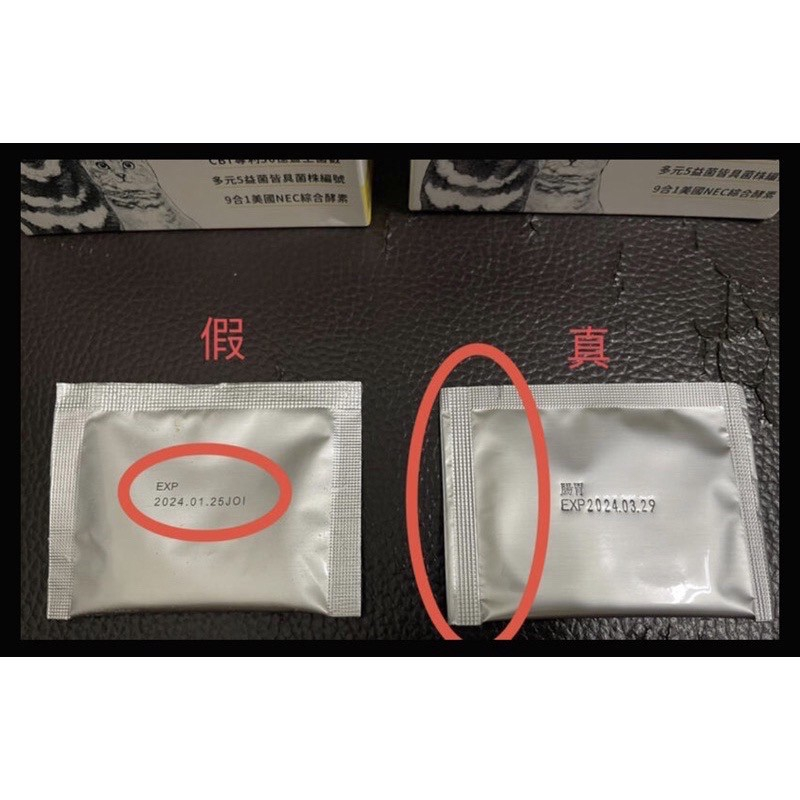 多元5益菌皆具菌株編號
9合1美國NEC綜合酵素
多元5益菌皆具菌株編
9合1美國NEC綜合酵素
假
真
EXP
2024.01.25JOI
腸胃
EXP2024.03.29